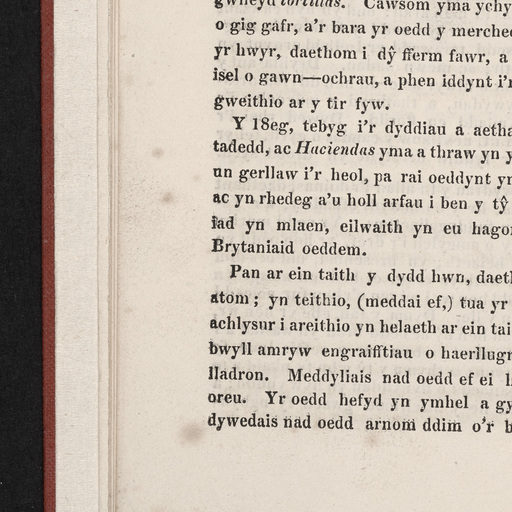 gwneyd tortillas. Cawsom yma ychy
o gig gafr, a'r bara yr oedd y merche
yr hwyr, daethom i dŷ fferm fawr, a
isel o gawn—ochrau, a phen iddynt i'r
gweithio ar y tir fyw.
Y 18eg, tebyg i'r dyddiau a aetha
tadedd, ac Haciendas yma a thraw yn y
un gerllaw i'r heol, pa rai oeddynt yr
ac yn rhedeg a'u holl arfau i ben y tŷ
iad yn mlaen, eilwaith yn eu hagor
Brytaniaid oeddem.
Pan ar ein taith y dydd hwn, daeth
atom; yn teithio, (meddai ef,) tua yr
achlysur i areithio yn helaeth ar ein tai
bwyll amryw engraifftiau o haerllugr
lladron. Meddyliais nad oedd ef ei
oreu. Yr oedd hefyd yn ymhel a gy
dywedais nad oedd arnom ddim o'r b